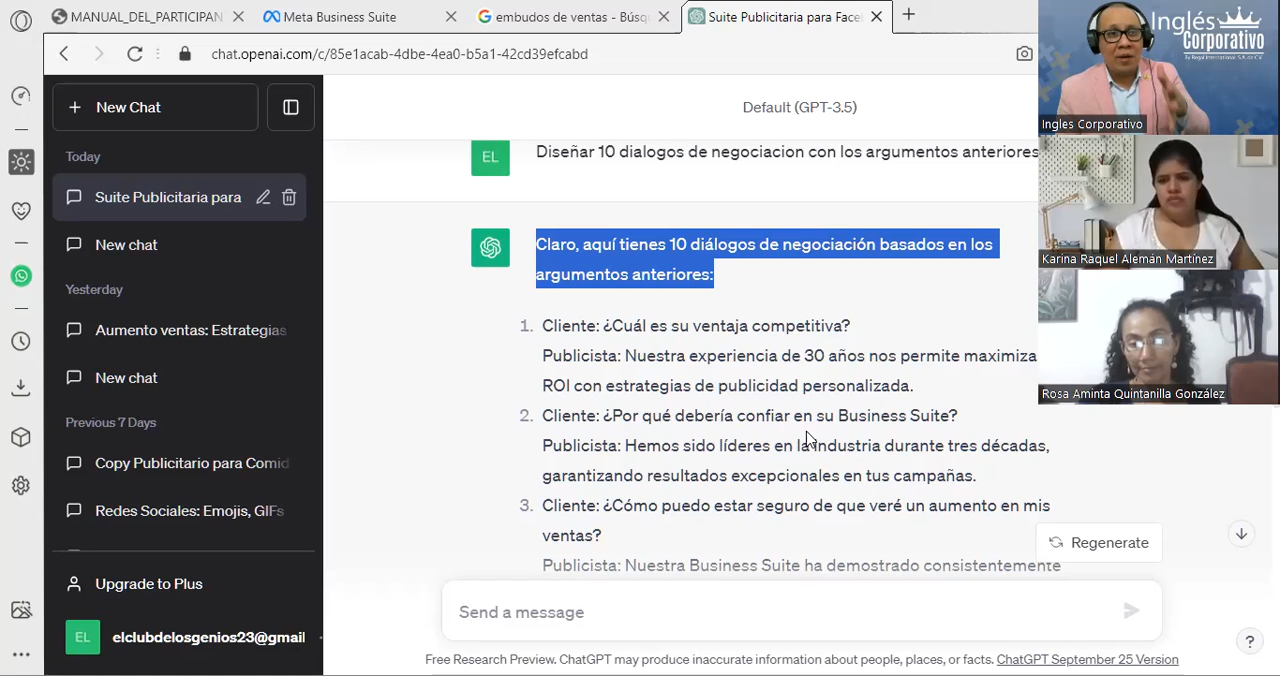 MANUAL_DEL_PARTICIPAN
Meta Business Suite
embudos de ventas - Búsq
Suite Publicitaria para Face
chat.openai.com/c/85e1acab-4dbe-4ea0-b5a1-42cd39efcabd
New Chat
Today
Suite Publicitaria para
New chat
Yesterday
Aumento ventas: Estrategias
New chat
Previous 7 Days
Copy Publicitario para Comid
Redes Sociales: Emojis, GIFs
Upgrade to Plus
EL
elclubdelosgenios23@gmail
Default (GPT-3.5)
EL
Diseñar 10 dialogos de negociacion con los argumentos anteriores
Claro, aquí tienes 10 diálogos de negociación basados en los
argumentos anteriores:
1. Cliente: ¿Cuál es su ventaja competitiva?
Publicista: Nuestra experiencia de 30 años nos permite maximiza
ROI con estrategias de publicidad personalizada.
2. Cliente: ¿Por qué debería confiar en su Business Suite?
Publicista: Hemos sido líderes en la industria durante tres décadas,
garantizando resultados excepcionales en tus campañas.
3. Cliente: ¿Cómo puedo estar seguro de que veré un aumento en mis
ventas?
Publicista: Nuestra Business Suite ha demostrado consistentemente
Regenerate
Send a message
Free Research Preview. ChatGPT may produce inaccurate information about people, places, or facts. ChatGPT September 25 Version
?
Inglés
Corporativo
By Regal International, S.A. de C.V.
Ingles Corporativo
Karina Raquel Alemán Martínez
Rosa Aminta Quintanilla González